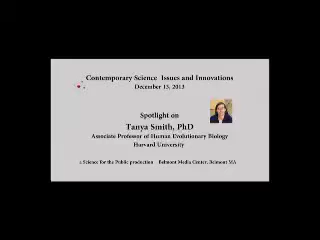 Contemporary Science Issues and Innovations
December 13, 2013
Spotlight on
Tanya Smith, PhD
Associate Professor of Human Evolutionary Biology
Harvard University
a Science for the Public production Belmont Media Center, Belmont MA